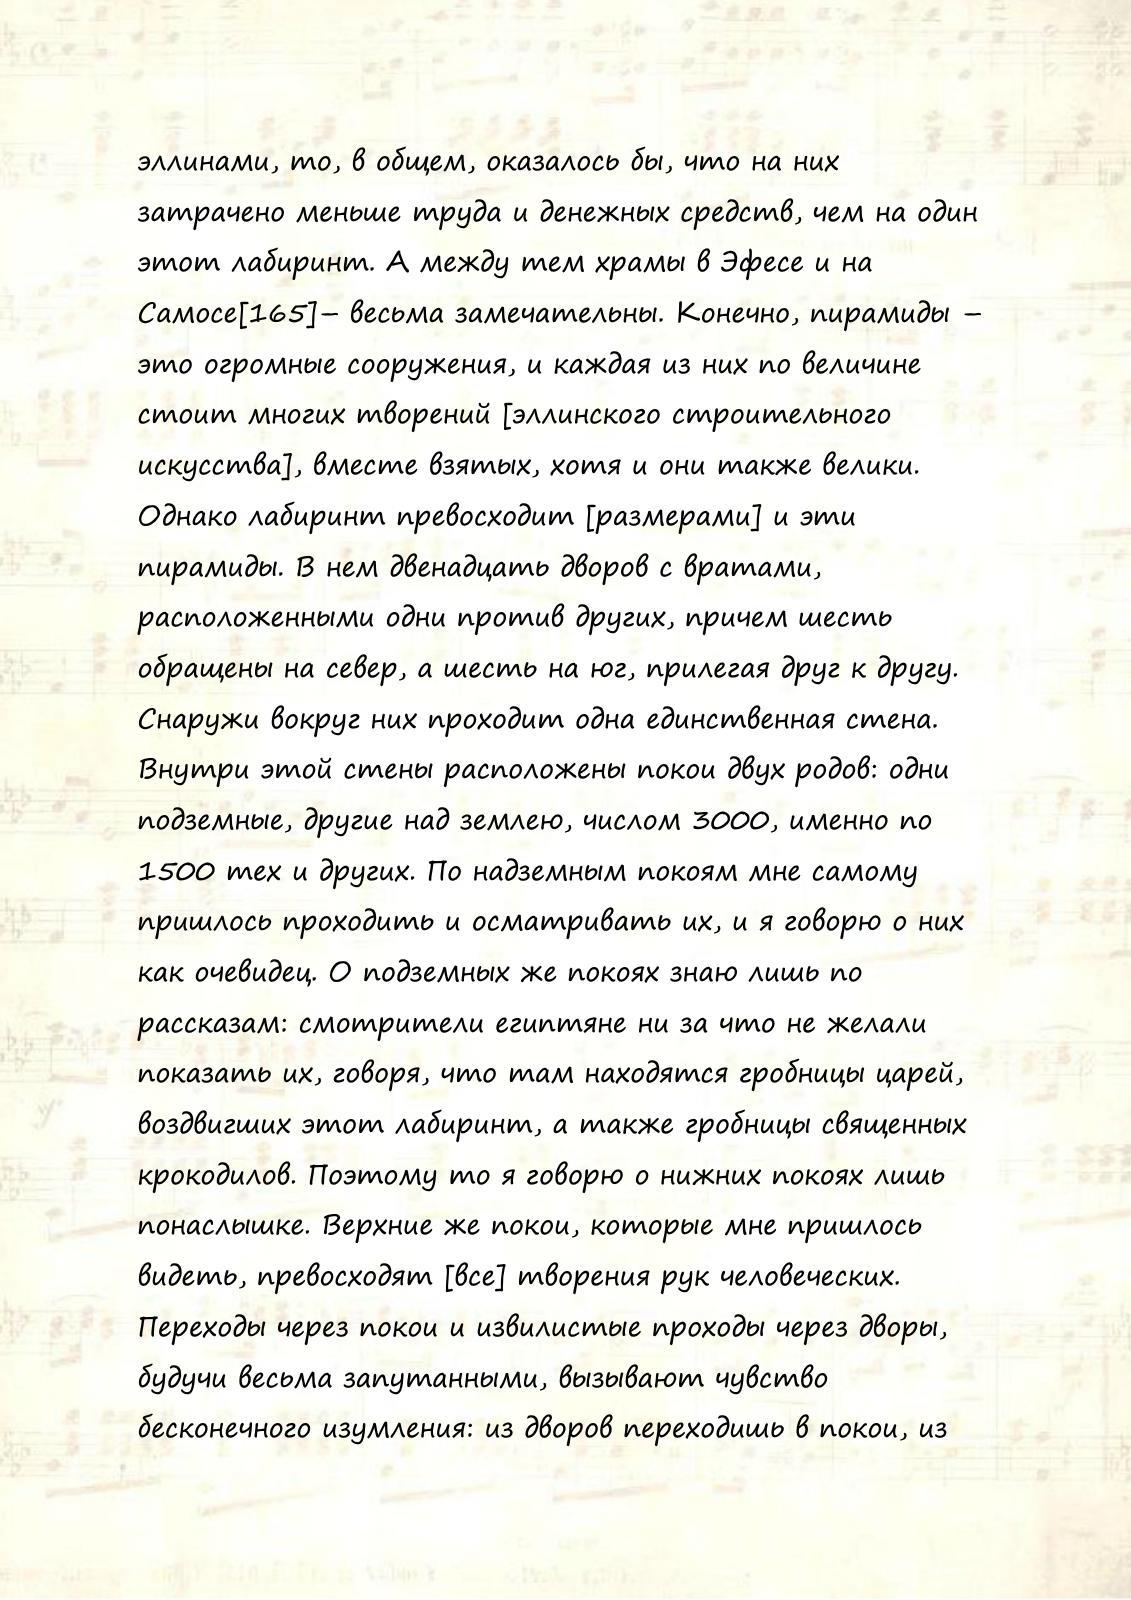 эллинами, то, в общем, оказалось бы, что на них
затрачено меньше труда и денежных средств, чем на один
этот лабиринт. А между тем храмы в Эфесе и на
Самосе[165]– весьма замечательны. Конечно, пирамиды –
это огромные сооружения, и каждая из них по величине
стоит многих творений [эллинского строительного
искусства], вместе взятых, хотя и они также велики.
Однако лабиринт превосходит [размерами] и эти
пирамиды. В нем двенадцать дворов с вратами,
расположенными одни против других, причем шесть
обращены на север, а шесть на юг, прилегая друг к другу.
Снаружи вокруг них проходит одна единственная стена.
Внутри этой стены расположены покои двух родов: одни
подземные, другие над землею, числом 3000, именно по
1500 тех и других. По надземным покоям мне самому
пришлось проходить и осматривать их, и я говорю о них
как очевидец. О подземных же покоях знаю лишь по
рассказам: смотрители египтяне ни за что не желали
показать их, говоря, что там находятся гробницы царей,
воздвигших этот лабиринт, а также гробницы священных
крокодилов. Поэтому то я говорю о нижних покоях лишь
понаслышке. Верхние же покои, которые мне пришлось
видеть, превосходят [все] творения рук человеческих.
Переходы через покои и извилистые проходы через дворы,
будучи весьма запутанными, вызывают чувство
бесконечного изумления: из дворов переходишь в покои, из